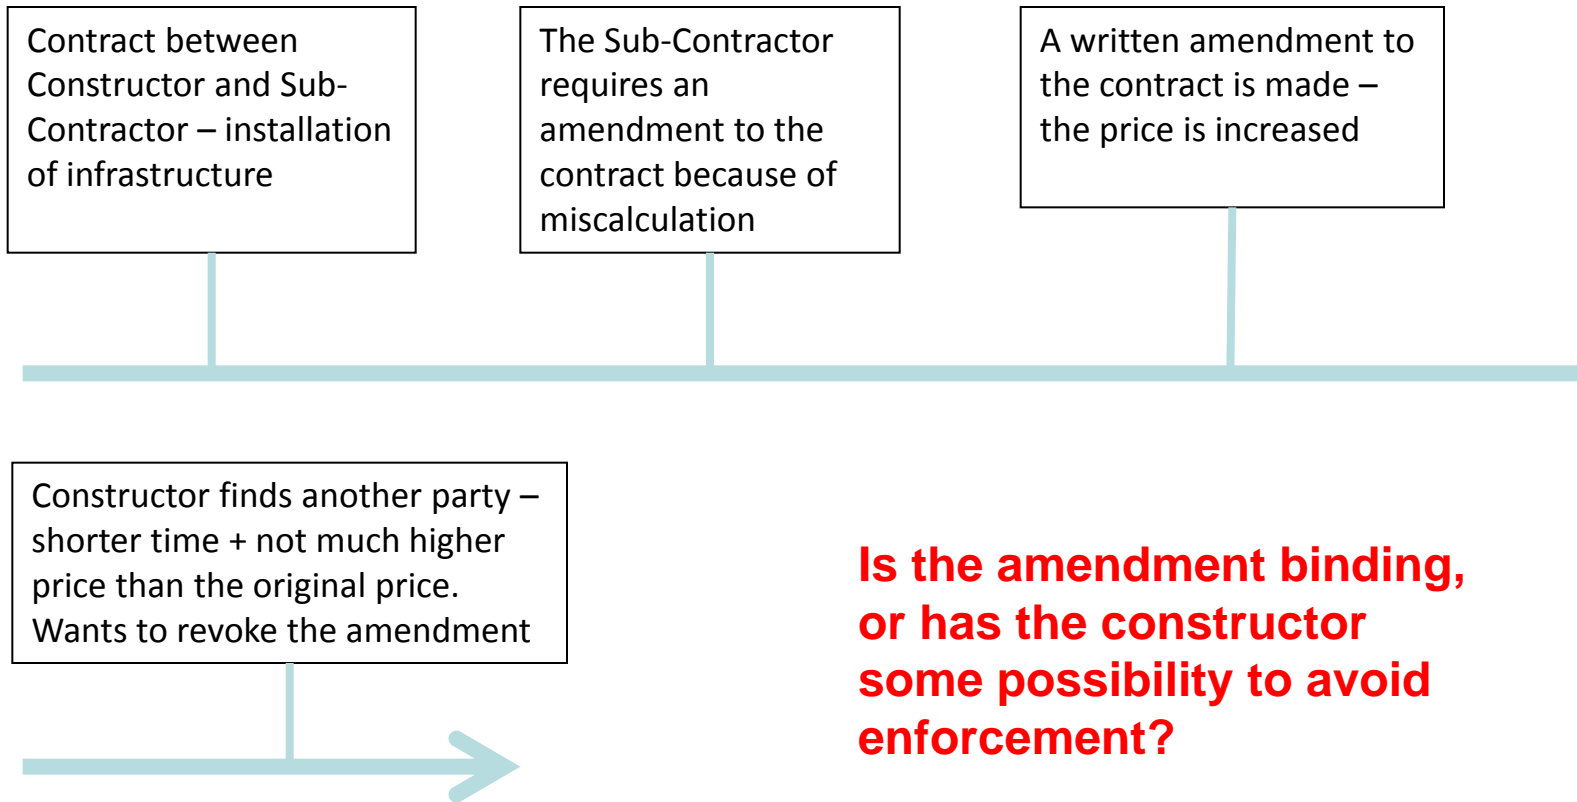 Contract between
Constructor and Sub-
Contractor – installation
of infrastructure
The Sub-Contractor
requires an
amendment to the
contract because of
miscalculation
A written amendment to
the contract is made –
the price is increased
Constructor finds another party –
shorter time + not much higher
price than the original price.
Wants to revoke the amendment
Is the amendment binding,
or has the constructor
some possibility to avoid
enforcement?